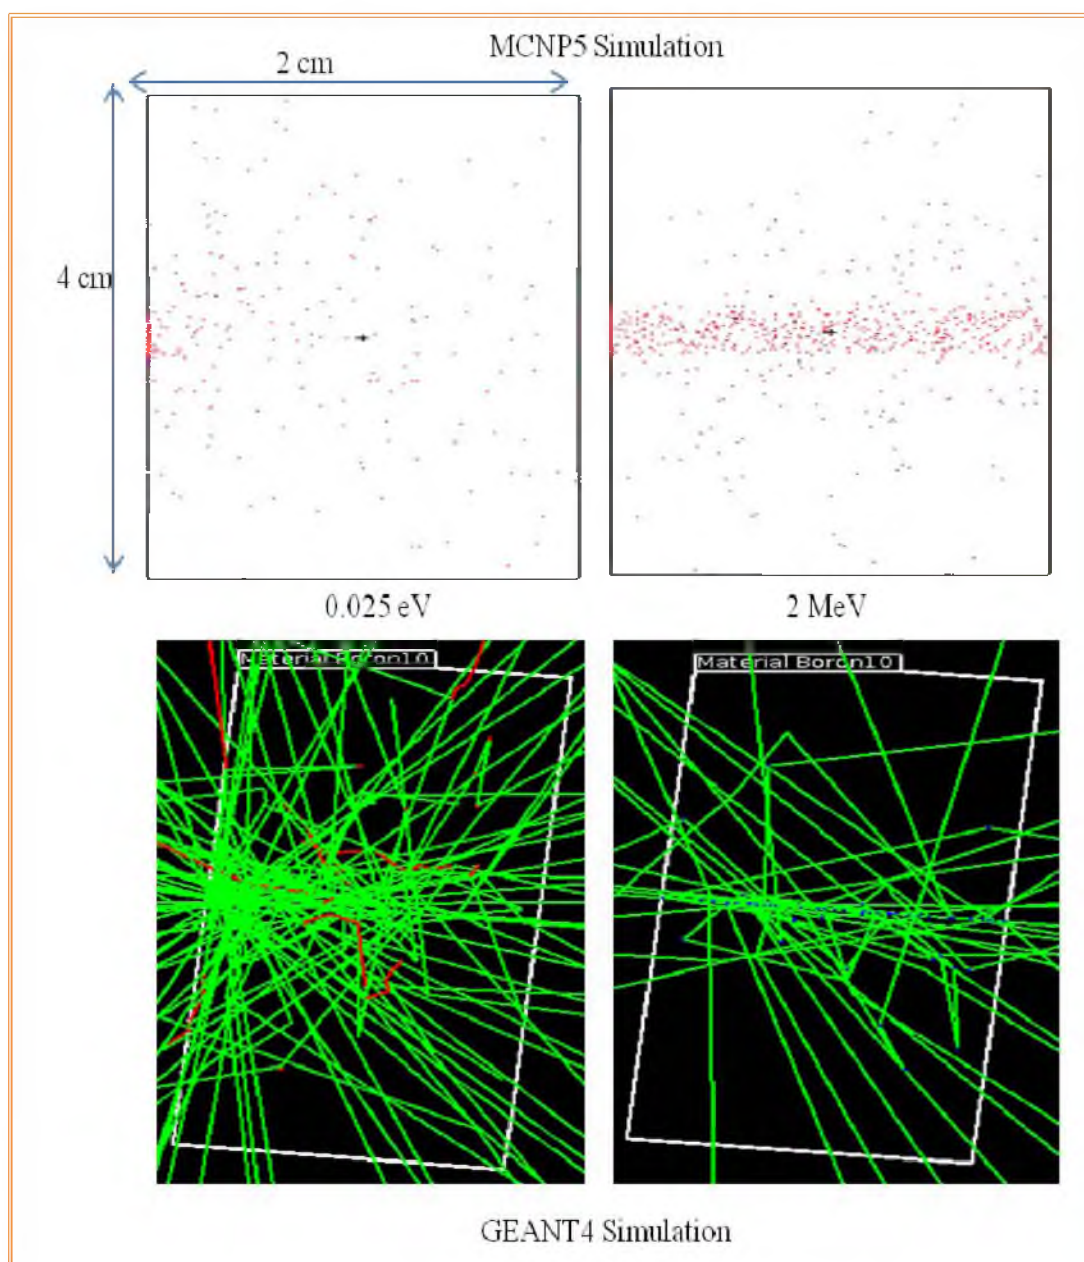 MCNP5 Simulation
2 cm
4 cm
0.025 eV
2 MeV
Material Boron10
Material Boron10
GEANT4 Simulation